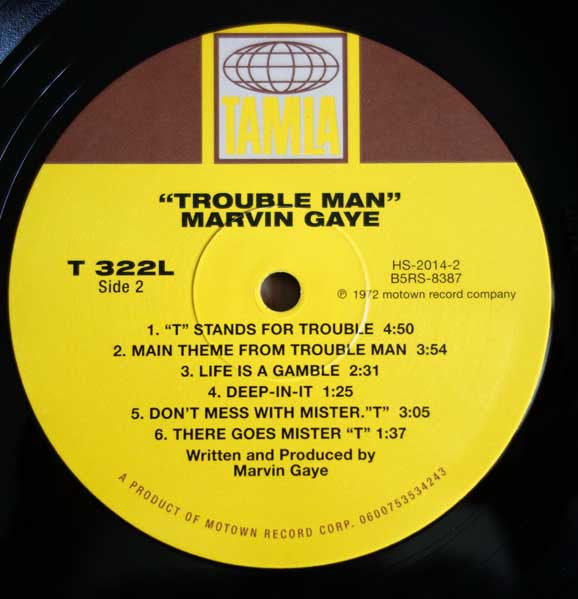 TAMLA
“TROUBLE MAN”
MARVIN GAYE
T 322L
Side 2
HS-2014-2
B5RS-8387
℗ 1972 motown record company
1. “T” STANDS FOR TROUBLE 4:50
2. MAIN THEME FROM TROUBLE MAN 3:54
3. LIFE IS A GAMBLE 2:31
4. DEEP-IN-IT 1:25
5. DON'T MESS WITH MISTER.”T” 3:05
6. THERE GOES MISTER “T” 1:37
Written and Produced by
Marvin Gaye
A PRODUCT OF MOTOWN RECORD CORP. 0600753534243